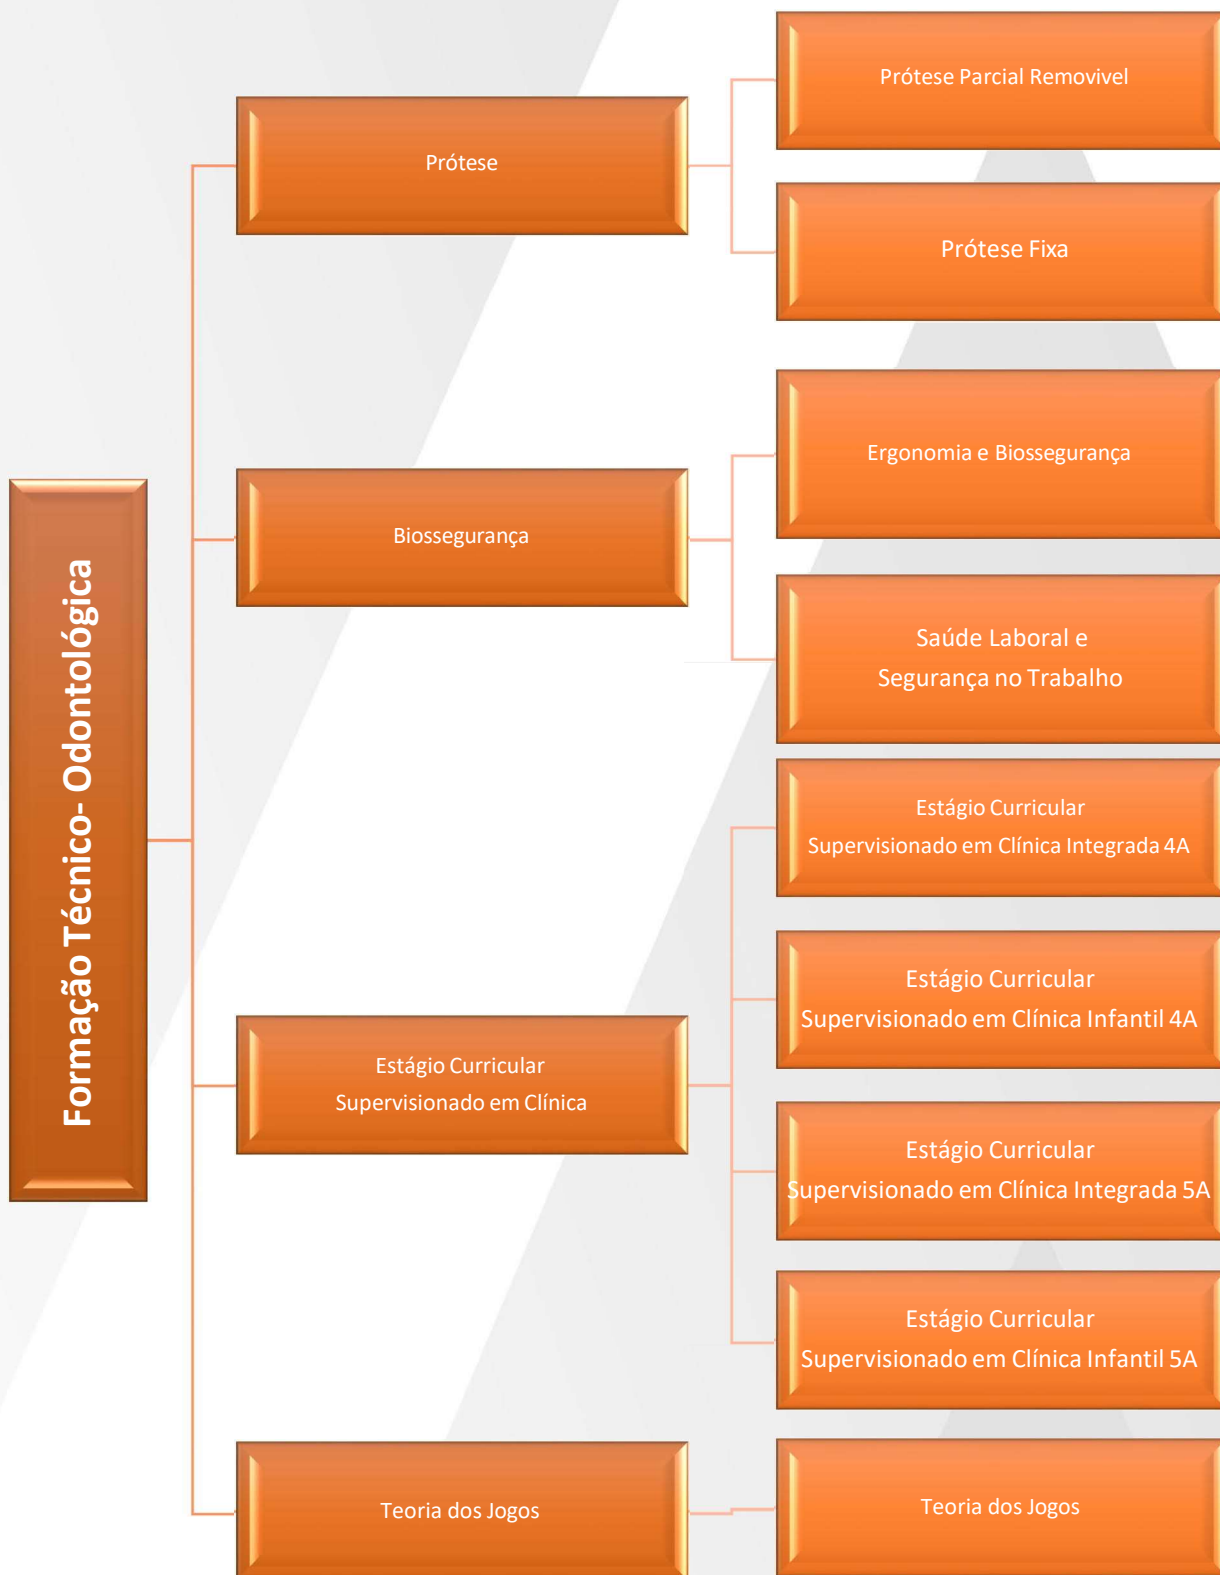 Formação Técnico- Odontológica
Prótese
Prótese Parcial Removivel
Prótese Fixa
Biossegurança
Ergonomia e Biossegurança
Saúde Laboral e
Segurança no Trabalho
Estágio Curricular
Supervisionado em Clínica
Estágio Curricular
Supervisionado em Clínica Integrada 4A
Estágio Curricular
Supervisionado em Clínica Infantil 4A
Estágio Curricular
Supervisionado em Clínica Integrada 5A
Estágio Curricular
Supervisionado em Clínica Infantil 5A
Teoria dos Jogos
Teoria dos Jogos